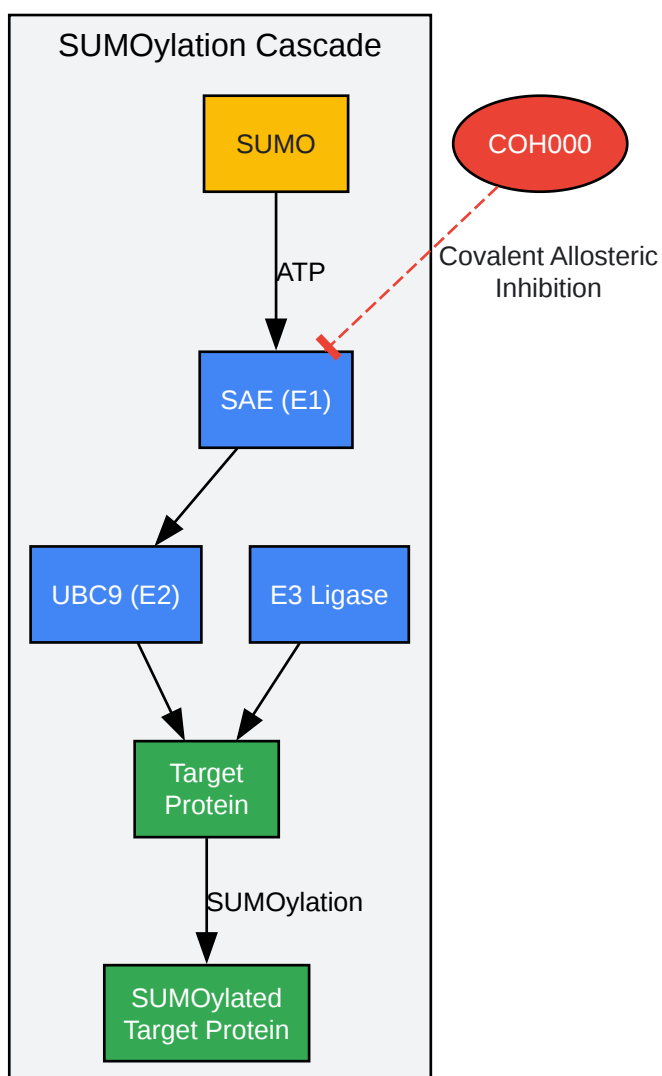 SUMOylation Cascade
SUMO
COH000
Covalent Allosteric
Inhibition
ATP
SAE (E1)
UBC9 (E2)
E3 Ligase
Target
Protein
SUMOylation
SUMOylated
Target Protein